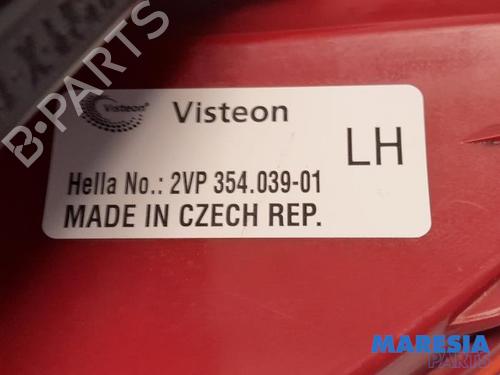 Visteon
Visteon
LH
Hella No.: 2VP 354.039-01
MADE IN CZECH REP.
B-PARTS
MARESIA
PARTS